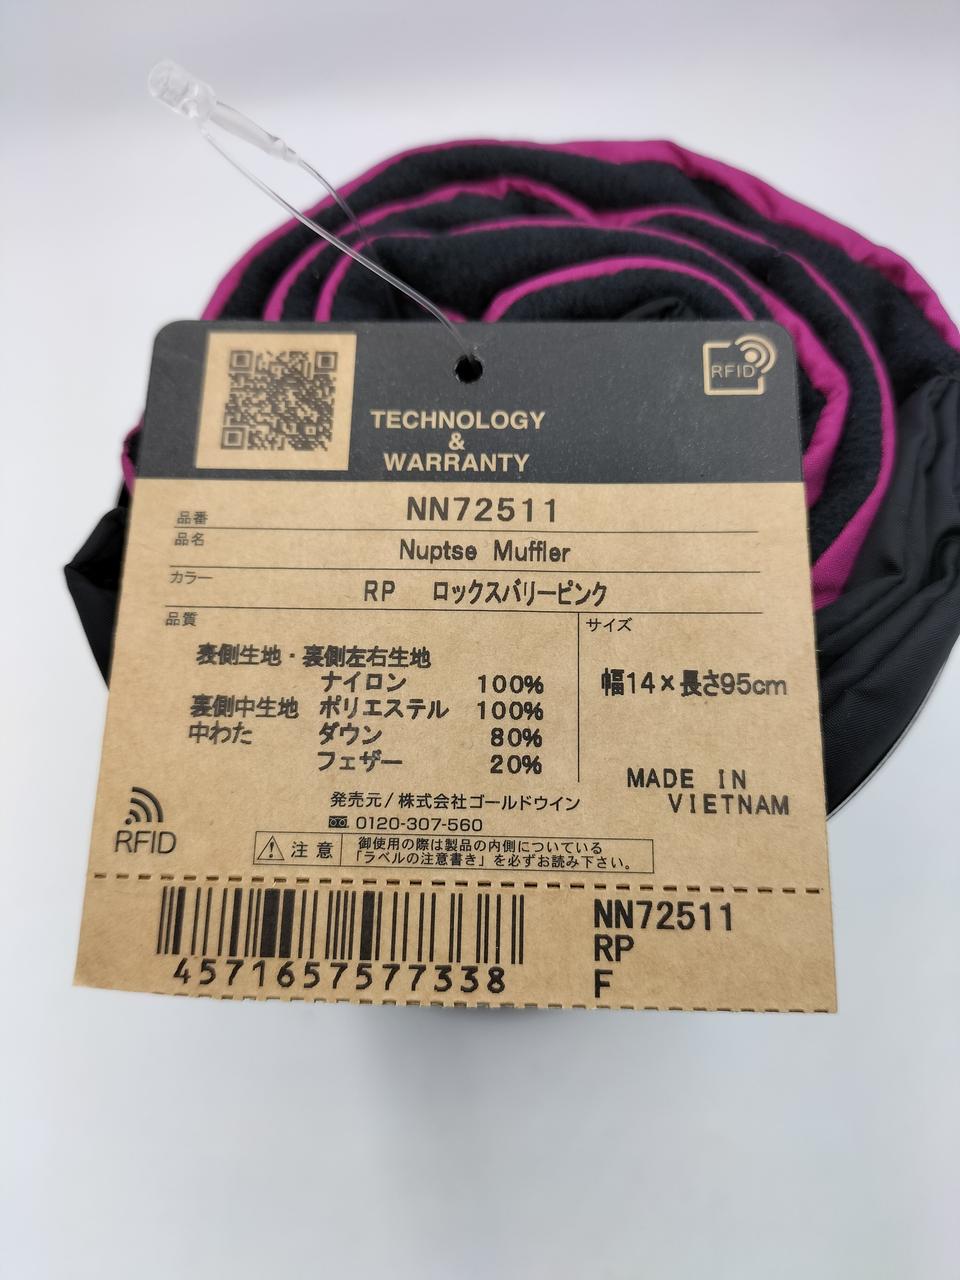 RFID
TECHNOLOGY
&
WARRANTY
品番 NN72511
品名 Nuptse Muffler
カラー RP ロックスバリーピンク
品質
表側生地・裏側左右生地
ナイロン 100%
裏側中生地 ポリエステル 100%
中わた ダウン 80%
フェザー 20%
サイズ
幅14×長さ95cm
MADE IN
VIETNAM
発売元/株式会社ゴールドウイン
0120-307-560
RFID
注意
御使用の際は製品の内側についている
「ラベルの注意書き」を必ずお読み下さい。
4571657577338
NN72511
RP
F